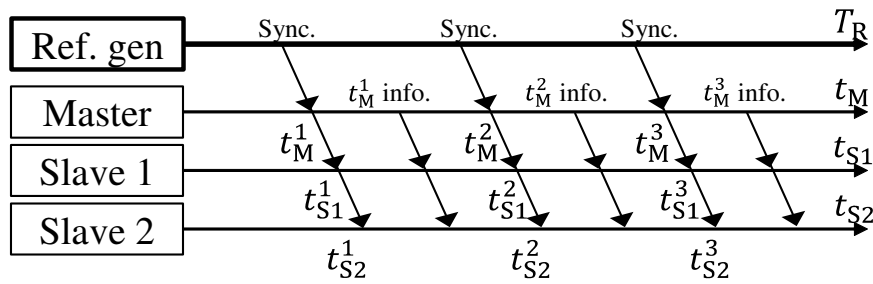 Sync. Sync. Sync. T_R
Ref. gen
t_M^1 info. t_M^2 info. t_M^3 info. t_M
Master
t_M^1 t_M^2 t_M^3 t_S1
Slave 1
t_S1^1 t_S1^2 t_S1^3 t_S2
Slave 2
t_S2^1 t_S2^2 t_S2^3